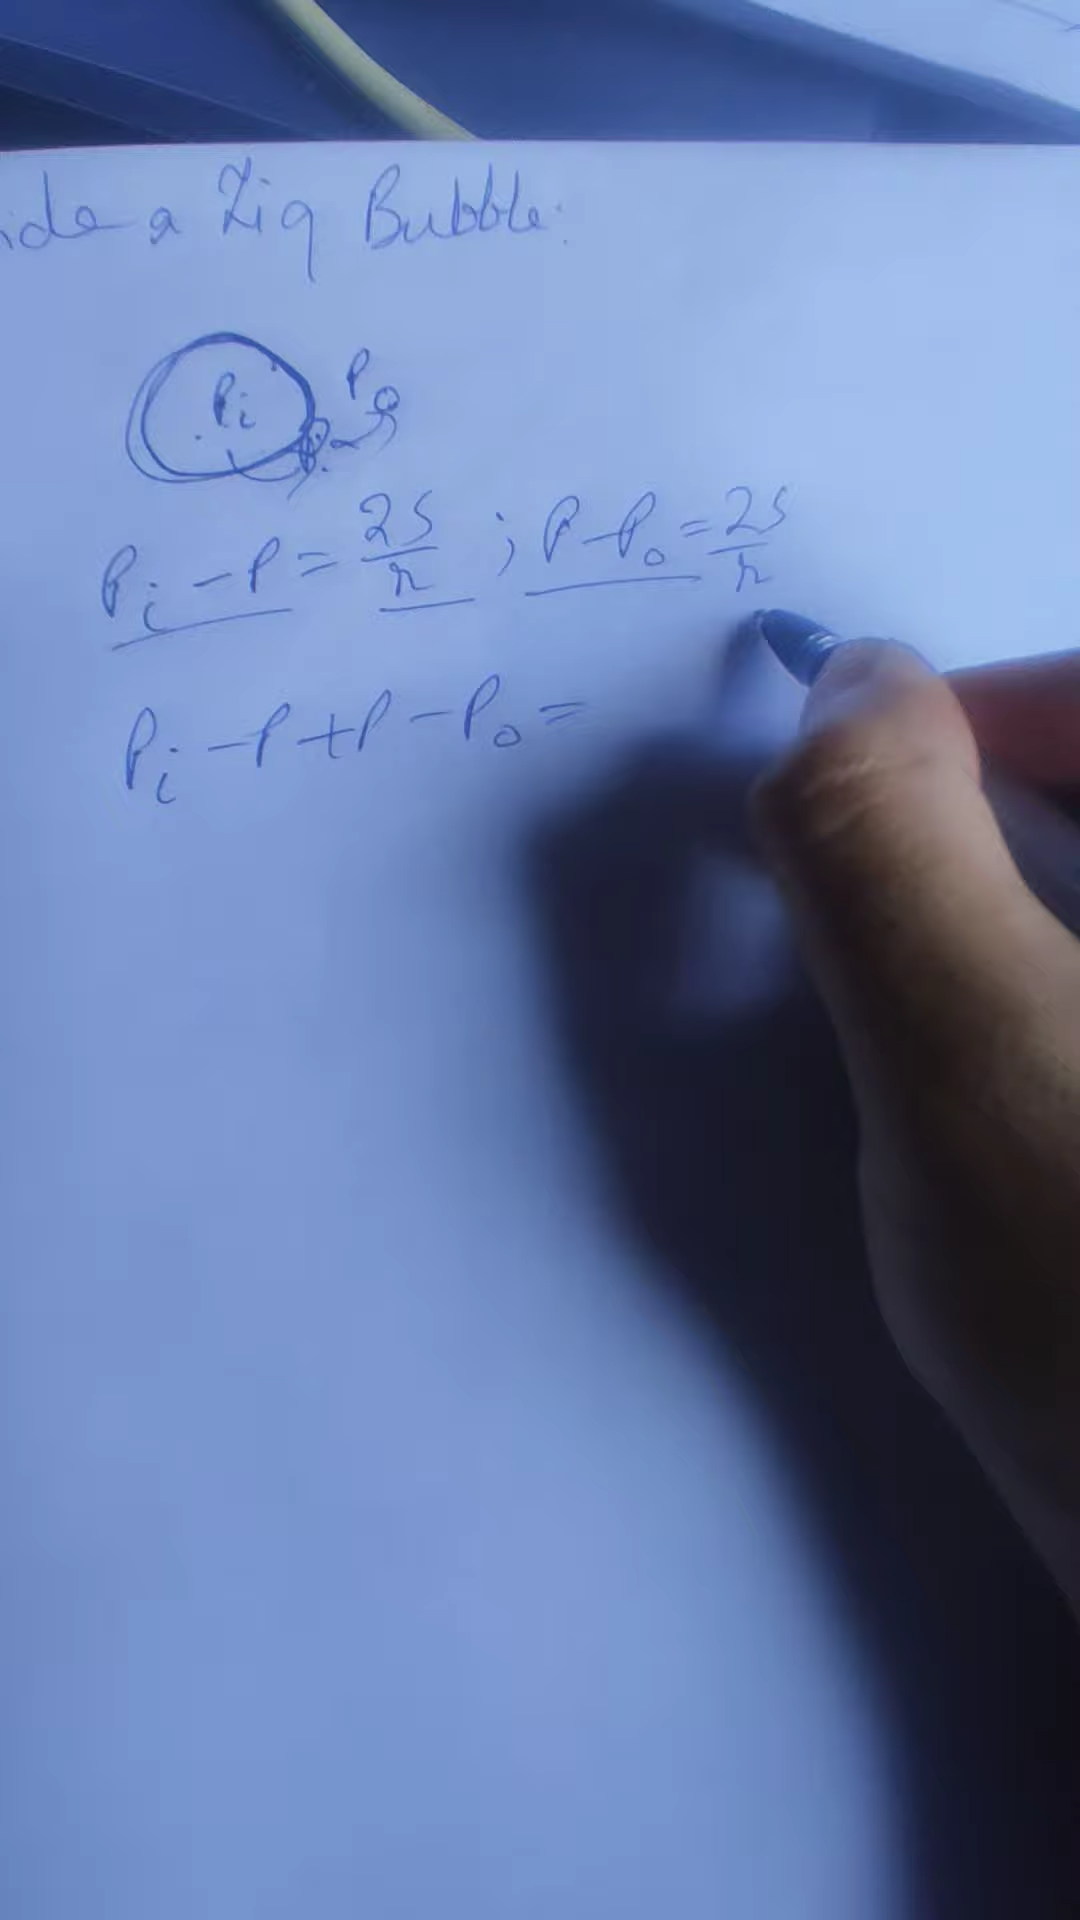 a Liq Bubble:
Pi Po
P
Pi - P = 2S/r ; P - Po = 2S/r
Pi - P + P - Po =